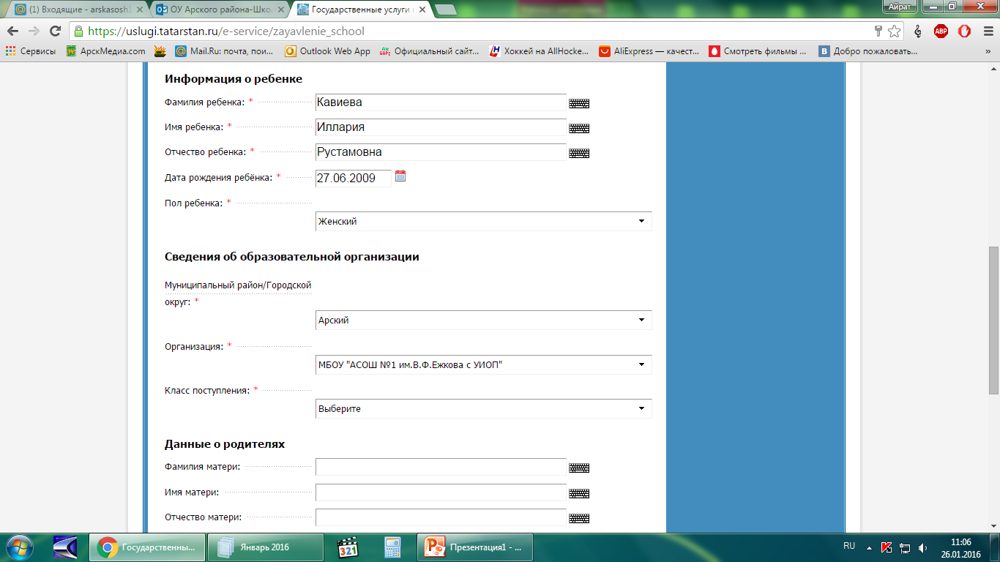 (1) Входящие - arskasosh1
ОУ Арского района-Шко
Государственные услуги
Айрат
https://uslugi.tatarstan.ru/e-service/zayavlenie_school
Сервисы
АрскМедиа.com
Mail.Ru: почта, пои...
Outlook Web App
Официальный сайт...
Хоккей на AllHocke...
AliExpress — качест...
Смотреть фильмы ...
Добро пожаловать...
»
Информация о ребенке
Фамилия ребенка: * Кавиева
Имя ребенка: * Иллария
Отчество ребенка: * Рустамовна
Дата рождения ребёнка: * 27.06.2009
Пол ребенка: *
Женский
Сведения об образовательной организации
Муниципальный район/Городской
округ: *
Арский
Организация: *
МБОУ "АСОШ №1 им.В.Ф.Ежкова с УИОП"
Класс поступления: *
Выберите
Данные о родителях
Фамилия матери:
Имя матери:
Отчество матери:
Государственны...
Январь 2016
321
Презентация1 - ...
RU
11:06
26.01.2016